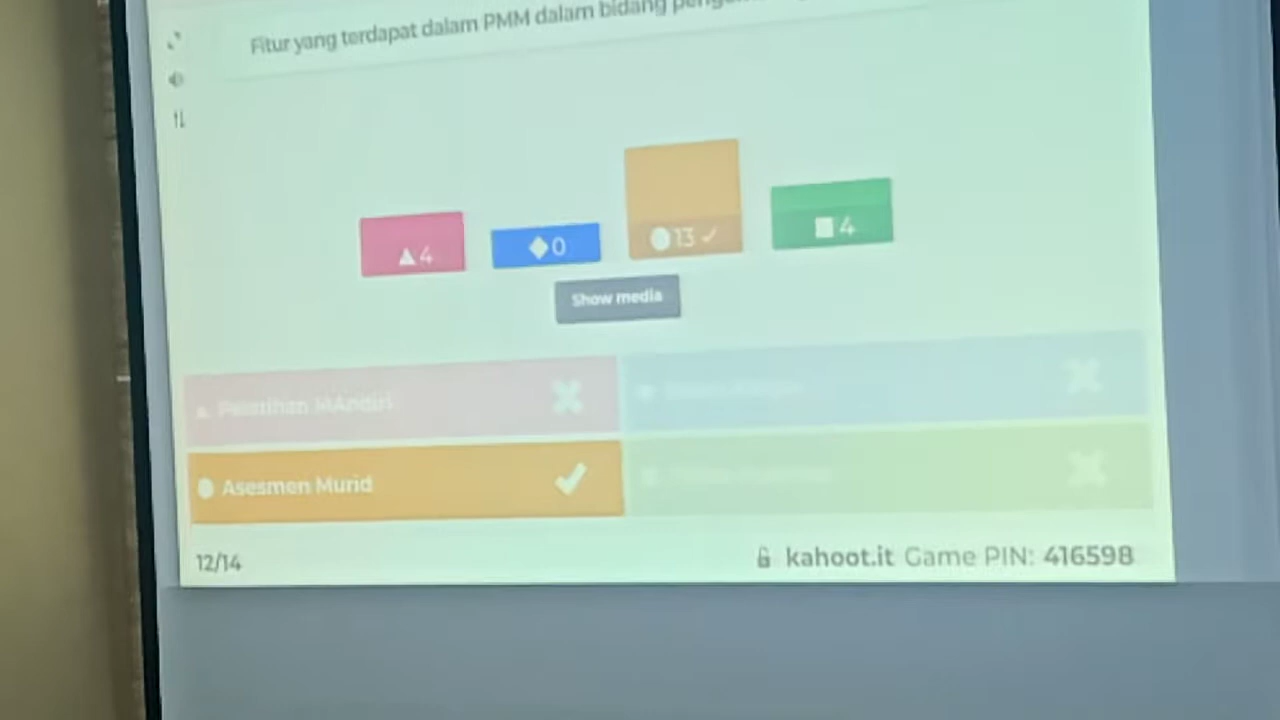 Fitur yang terdapat dalam PMM dalam bidang
4
0
13
4
Show media
Pelatihan MAndiri
Asesmen Murid
12/14
kahoot.it Game PIN: 416598